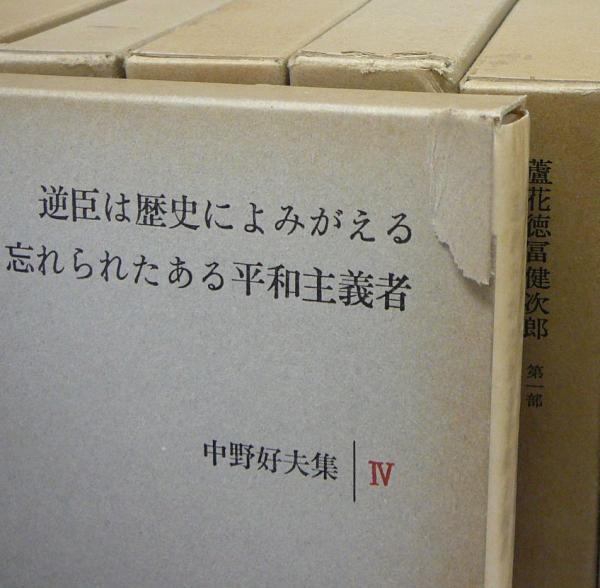 逆臣は歴史によみがえる
忘れられたある平和主義者
中野好夫集 Ⅳ
蘆花徳冨健次郎 第一部